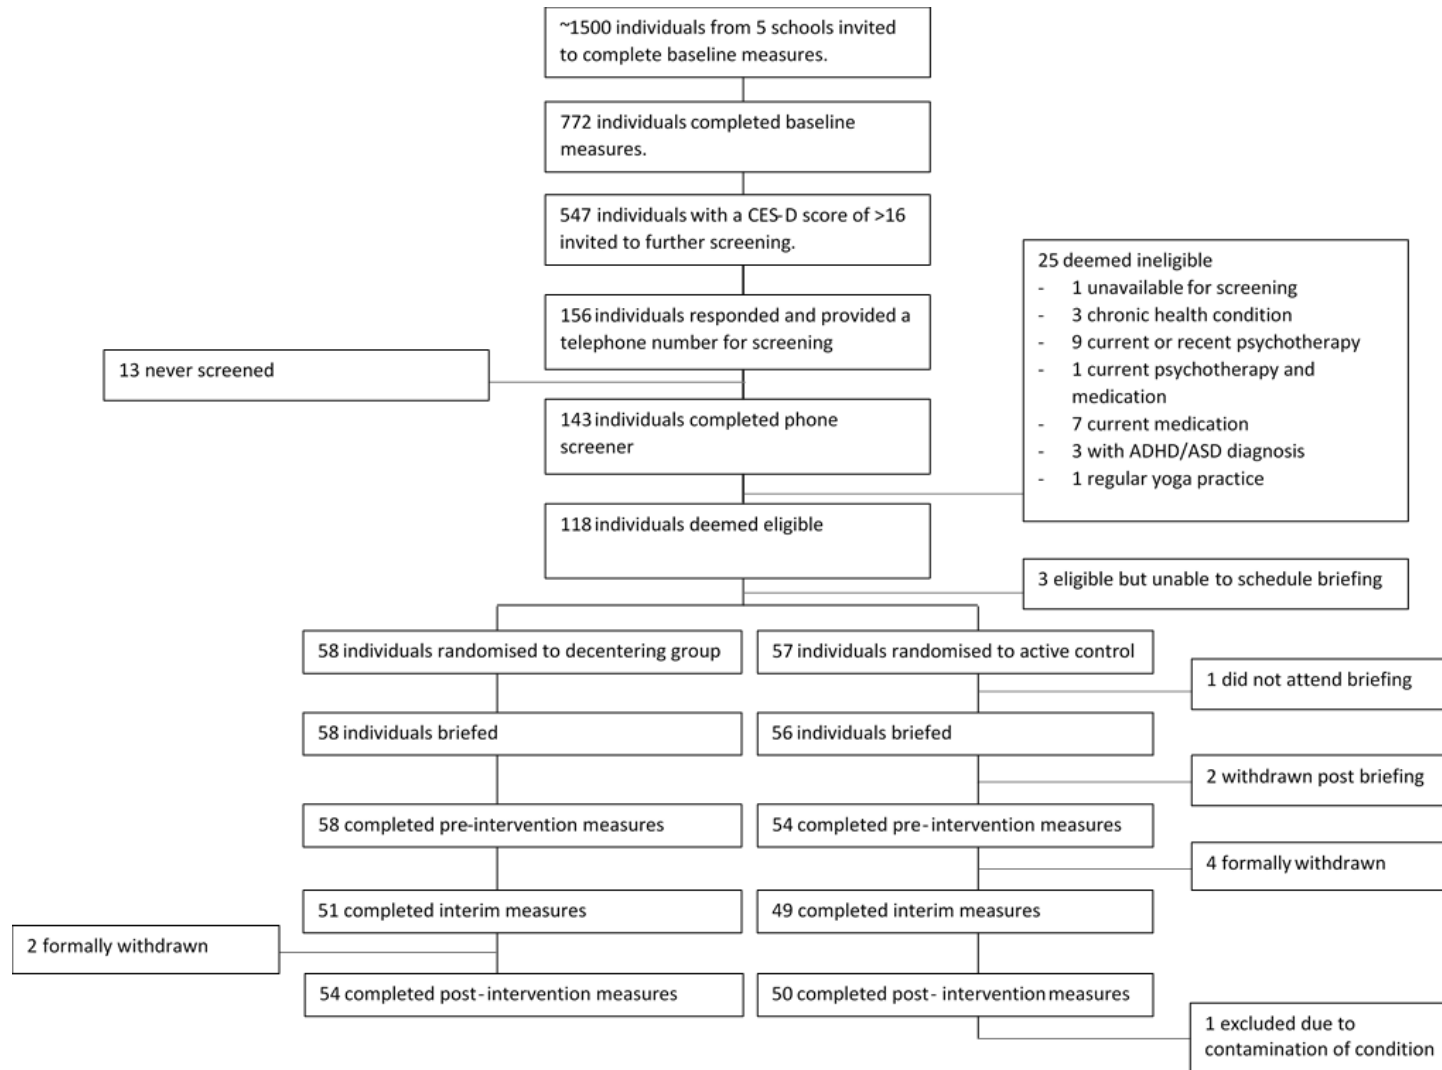 ~1500 individuals from 5 schools invited
to complete baseline measures.
772 individuals completed baseline
measures.
547 individuals with a CES-D score of >16
invited to further screening.
25 deemed ineligible
- 1 unavailable for screening
- 3 chronic health condition
- 9 current or recent psychotherapy
- 1 current psychotherapy and
medication
- 7 current medication
- 3 with ADHD/ASD diagnosis
- 1 regular yoga practice
156 individuals responded and provided a
telephone number for screening
13 never screened
143 individuals completed phone
screener
118 individuals deemed eligible
3 eligible but unable to schedule briefing
58 individuals randomised to decentering group
57 individuals randomised to active control
1 did not attend briefing
58 individuals briefed
56 individuals briefed
2 withdrawn post briefing
58 completed pre-intervention measures
54 completed pre-intervention measures
4 formally withdrawn
51 completed interim measures
49 completed interim measures
2 formally withdrawn
54 completed post-intervention measures
50 completed post- intervention measures
1 excluded due to
contamination of condition